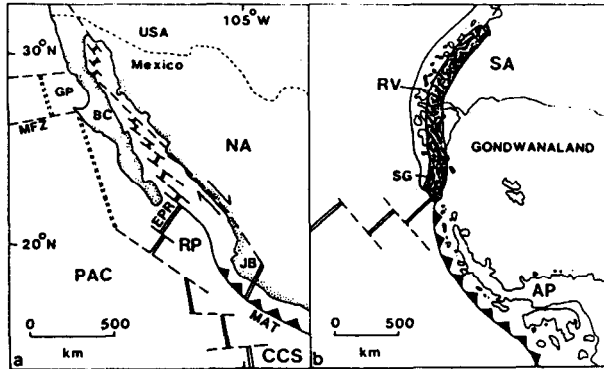 105°W
30°N
USA
Mexico
GP
BC
MFZ
NA
20°N
EPR
RP
JB
PAC
MAT
0 500
km
CCS
a
SA
RV
GONDWANALAND
SG
AP
0 500
km
b